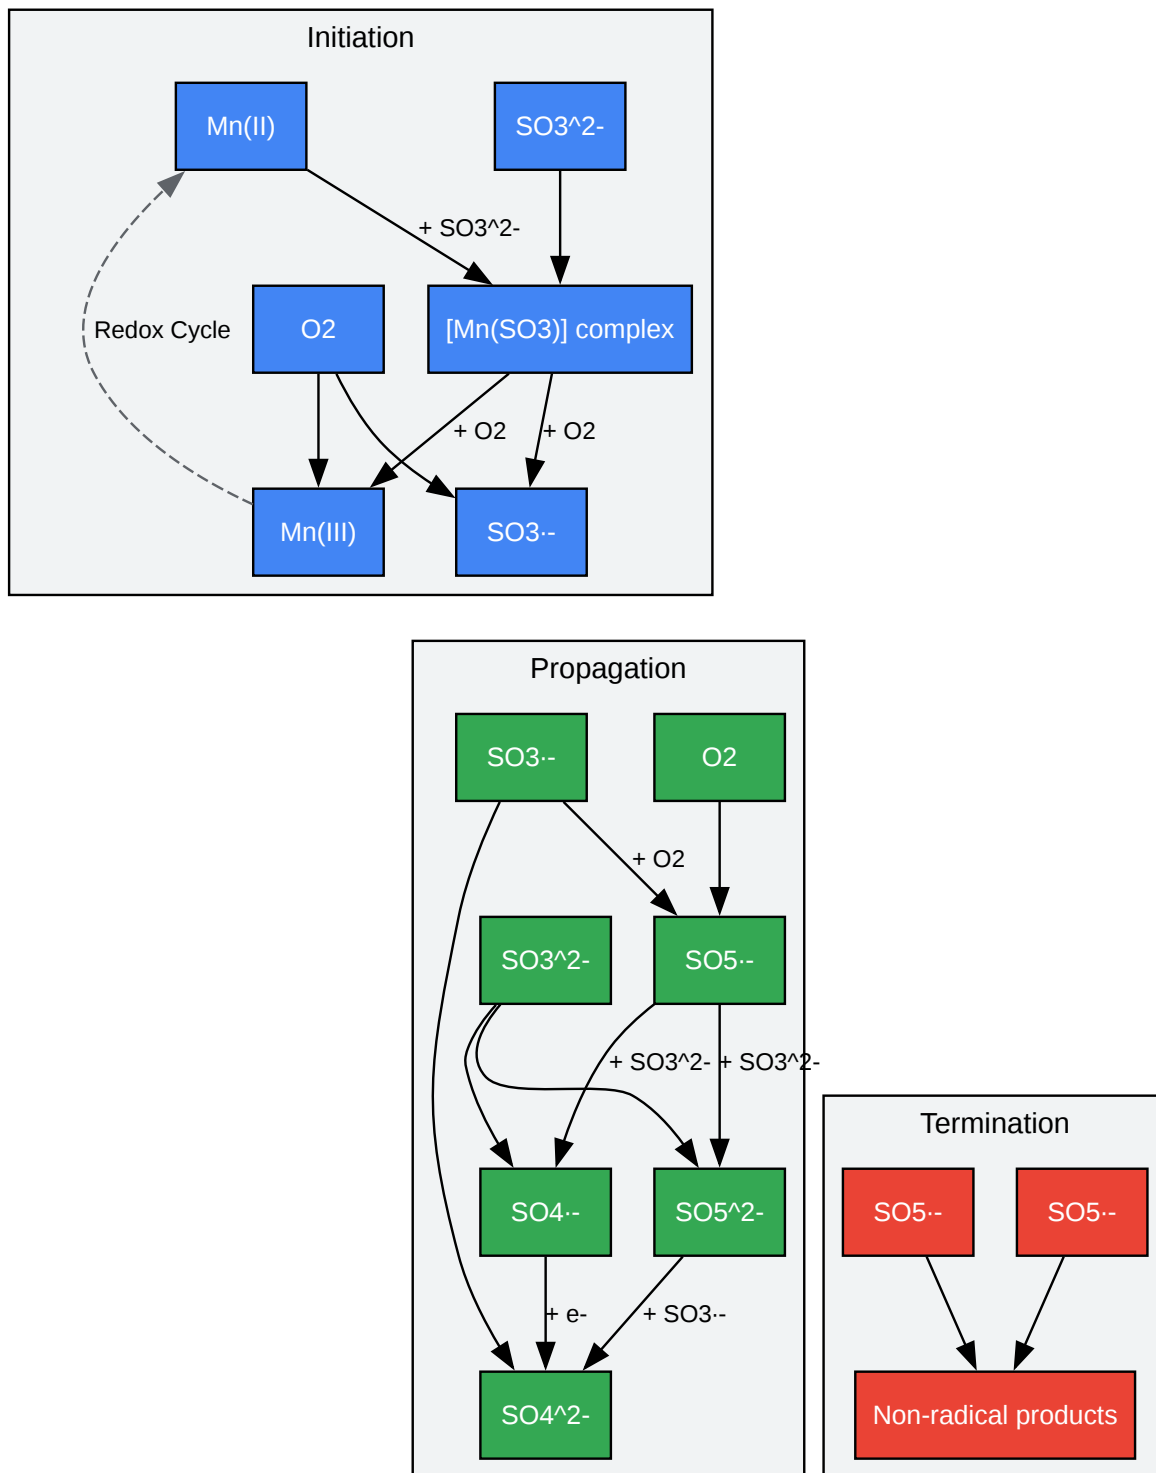 Initiation
Mn(II)
SO3^2-
+ SO3^2-
Redox Cycle
O2
[Mn(SO3)] complex
+ O2
+ O2
Mn(III)
SO3·-
Propagation
SO3·-
O2
+ O2
SO3^2-
SO5·-
+ SO3^2-
+ SO3^2-
SO4·-
SO5^2-
+ e-
+ SO3·-
SO4^2-
Termination
SO5·-
SO5·-
Non-radical products